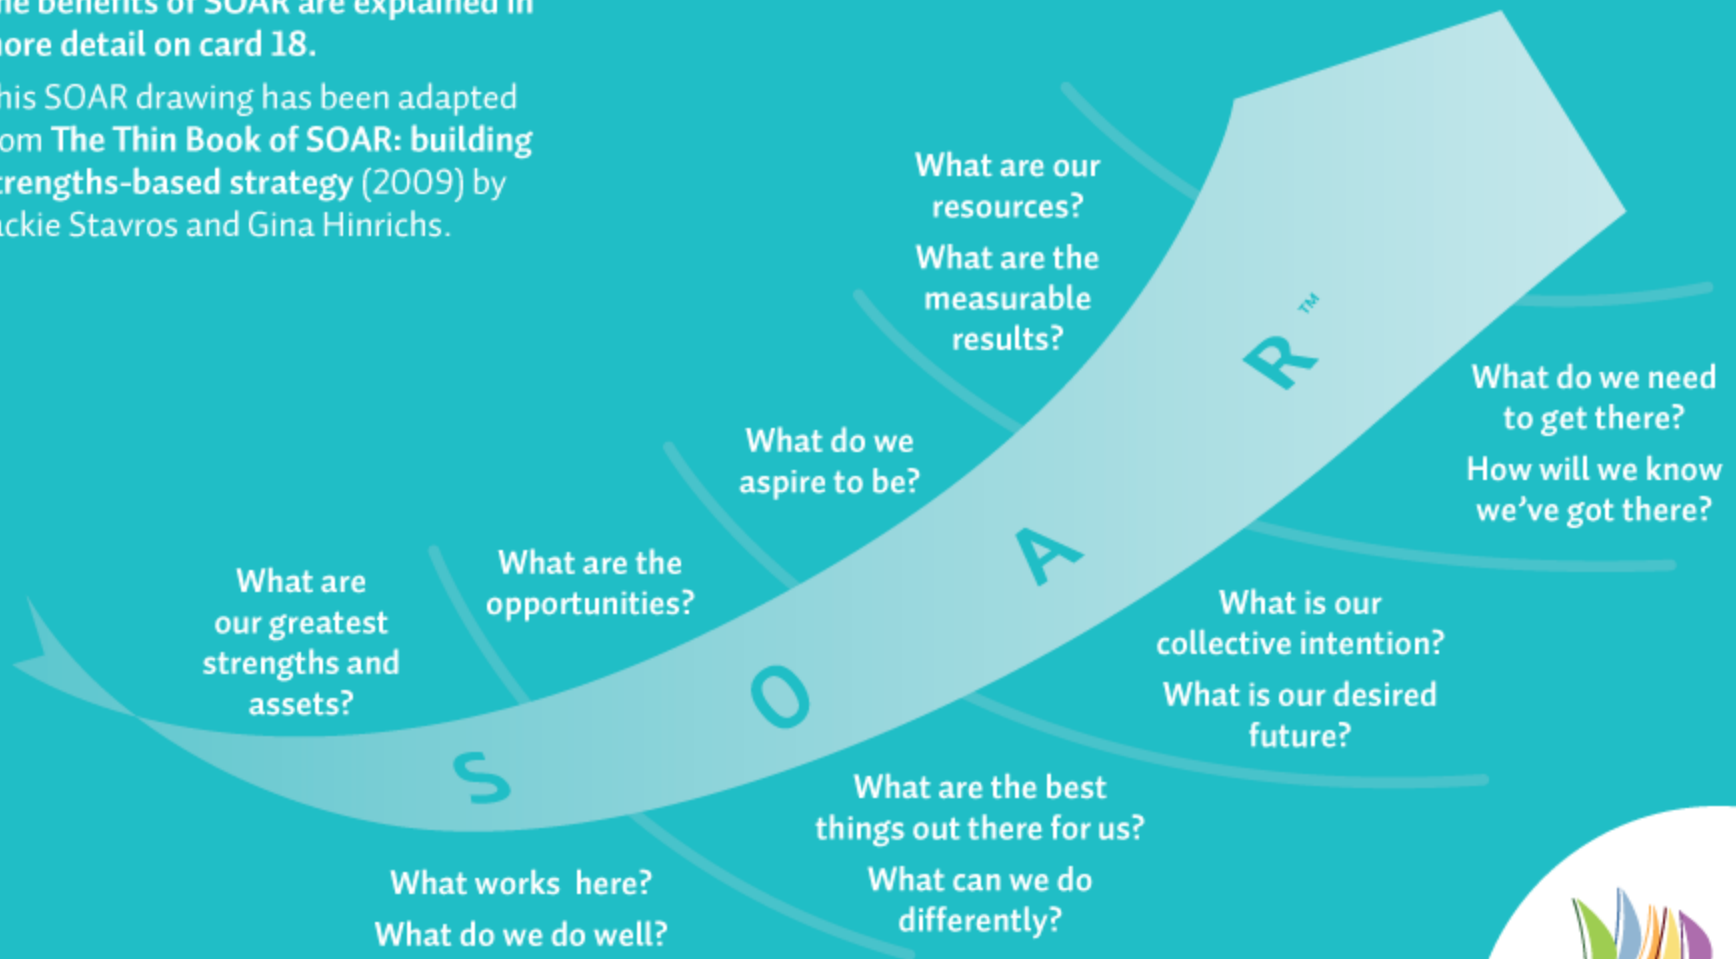 he benefits of SOAR are explained in
ore detail on card 18.
his SOAR drawing has been adapted
om The Thin Book of SOAR: building
trengths-based strategy (2009) by
ckie Stavros and Gina Hinrichs.
What are our
resources?
What are the
measurable
results?
What do we need
to get there?
How will we know
we've got there?
What do we
aspire to be?
What is our
collective intention?
What is our desired
future?
What are the
opportunities?
What are the best
things out there for us?
What can we do
differently?
What are
our greatest
strengths and
assets?
What works here?
What do we do well?
S O A R ™